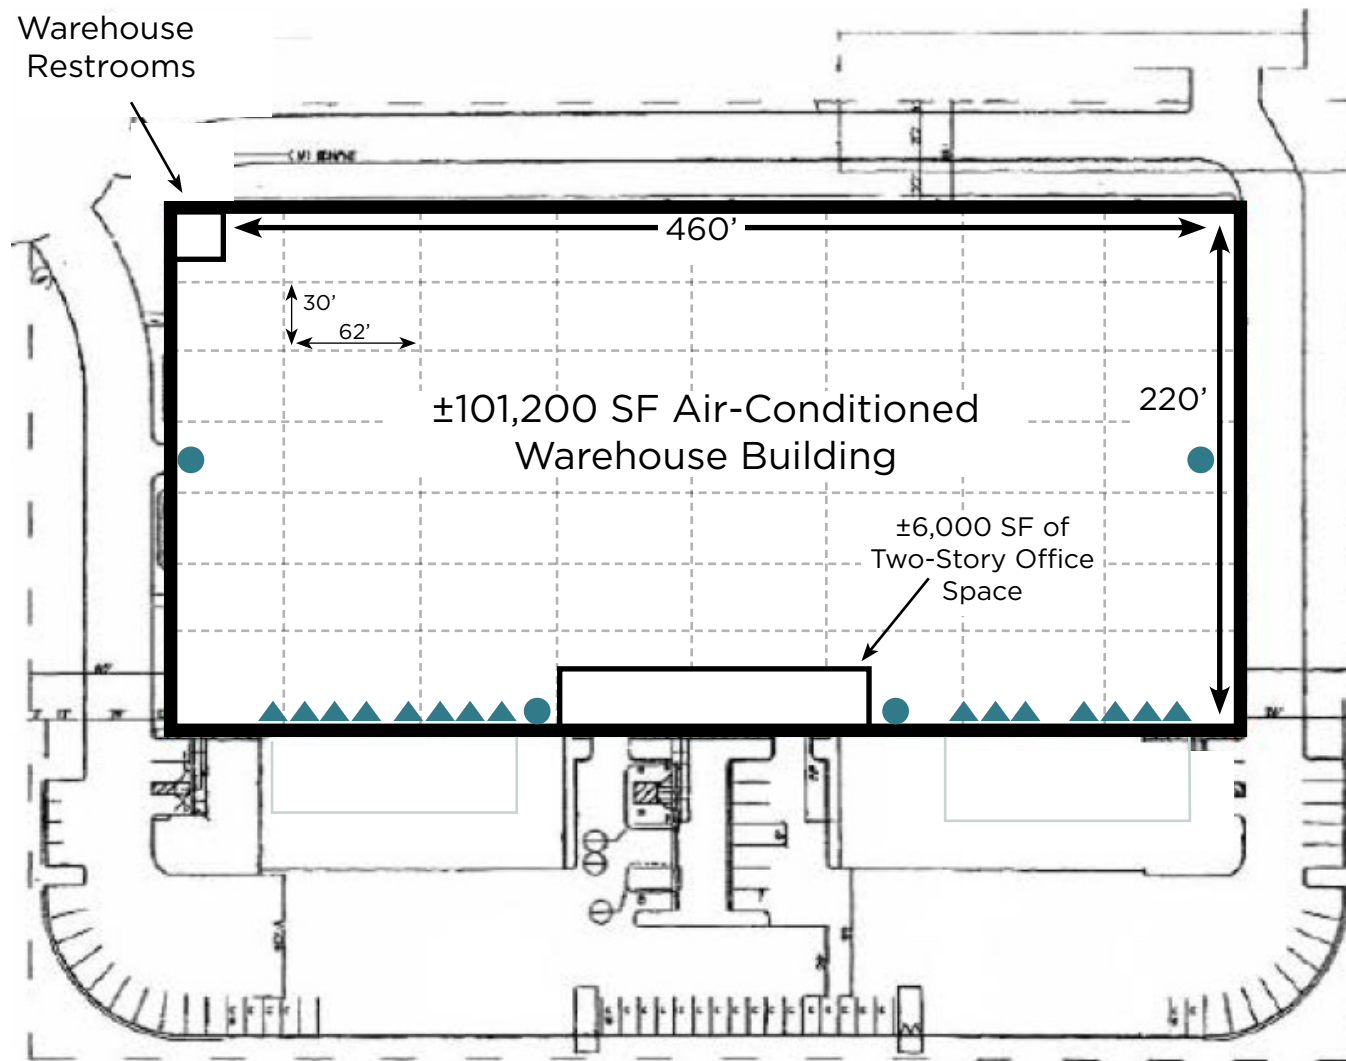 Warehouse
Restrooms
460’
30’
62’
±101,200 SF Air-Conditioned
Warehouse Building
220’
±6,000 SF of
Two-Story Office
Space